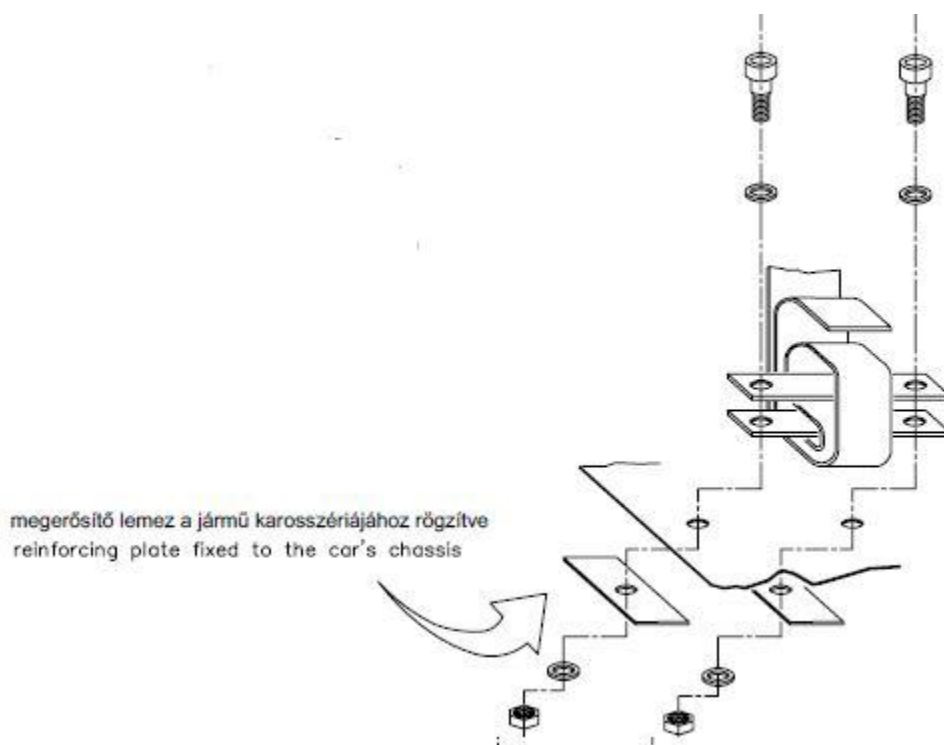 megerősítő lemez a jármű karosszériájához rögzítve
reinforcing plate fixed to the car's chassis